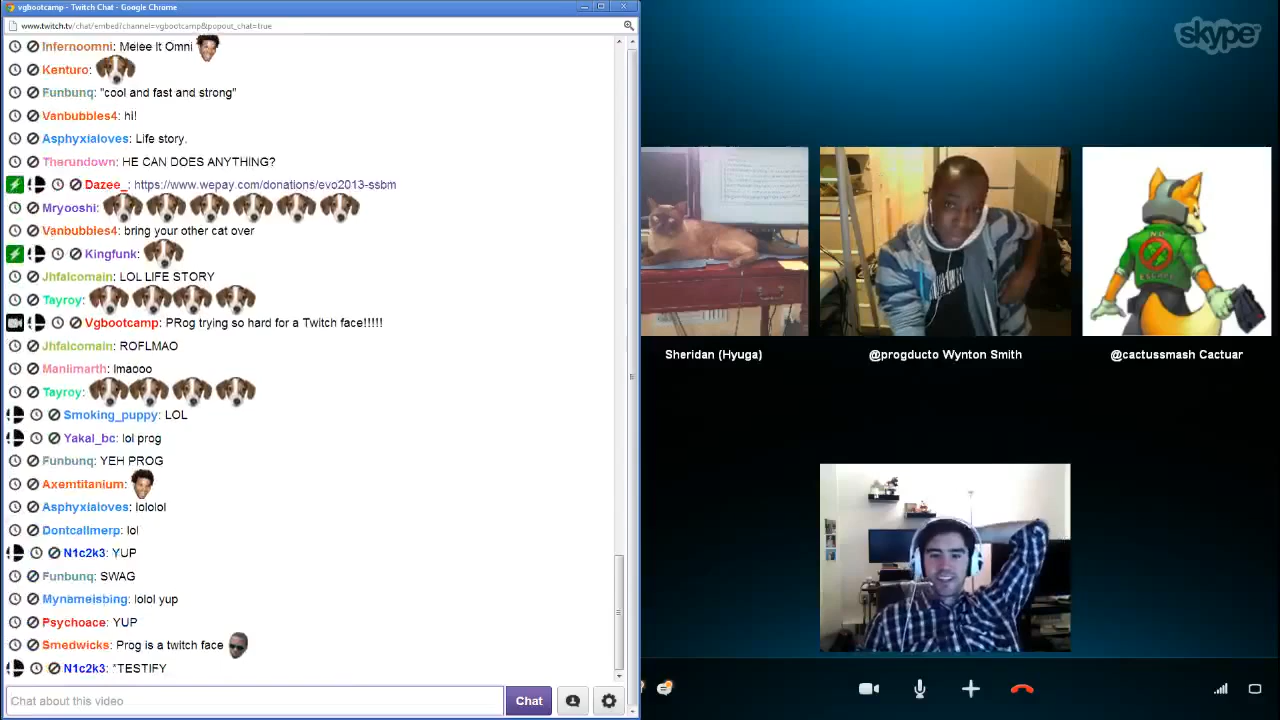 vgbootcamp - Twitch Chat - Google Chrome
www.twitch.tv/chat/embed?channel=vgbootcamp&popout_chat=true
Infernoomni: Melee It Omni
Kenturo:
Funbunq: "cool and fast and strong"
Vanbubbles4: hi!
Asphyxialoves: Life story,
Therundown: HE CAN DOES ANYTHING?
Dazee_: https://www.wepay.com/donations/evo2013-ssbm
Mryooshi:
Vanbubbles4: bring your other cat over
Kingfunk:
Jhfalcomain: LOL LIFE STORY
Tayroy:
Vgbootcamp: PRog trying so hard for a Twitch face!!!!!
Jhfalcomain: ROFLMAO
Manlimarth: lmaooo
Tayroy:
Smoking_puppy: LOL
Yakal_bc: lol prog
Funbunq: YEH PROG
Axemtitanium:
Asphyxialoves: lololol
Dontcallmerp: lol
N1c2k3: YUP
Funbunq: SWAG
Mynameisbing: lolol yup
Psychoace: YUP
Smedwicks: Prog is a twitch face
N1c2k3: *TESTIFY
Chat about this video
Chat
skype
NO
ESCAPE
Sheridan (Hyuga)
@progducto Wynton Smith
@cactussmash Cactuar